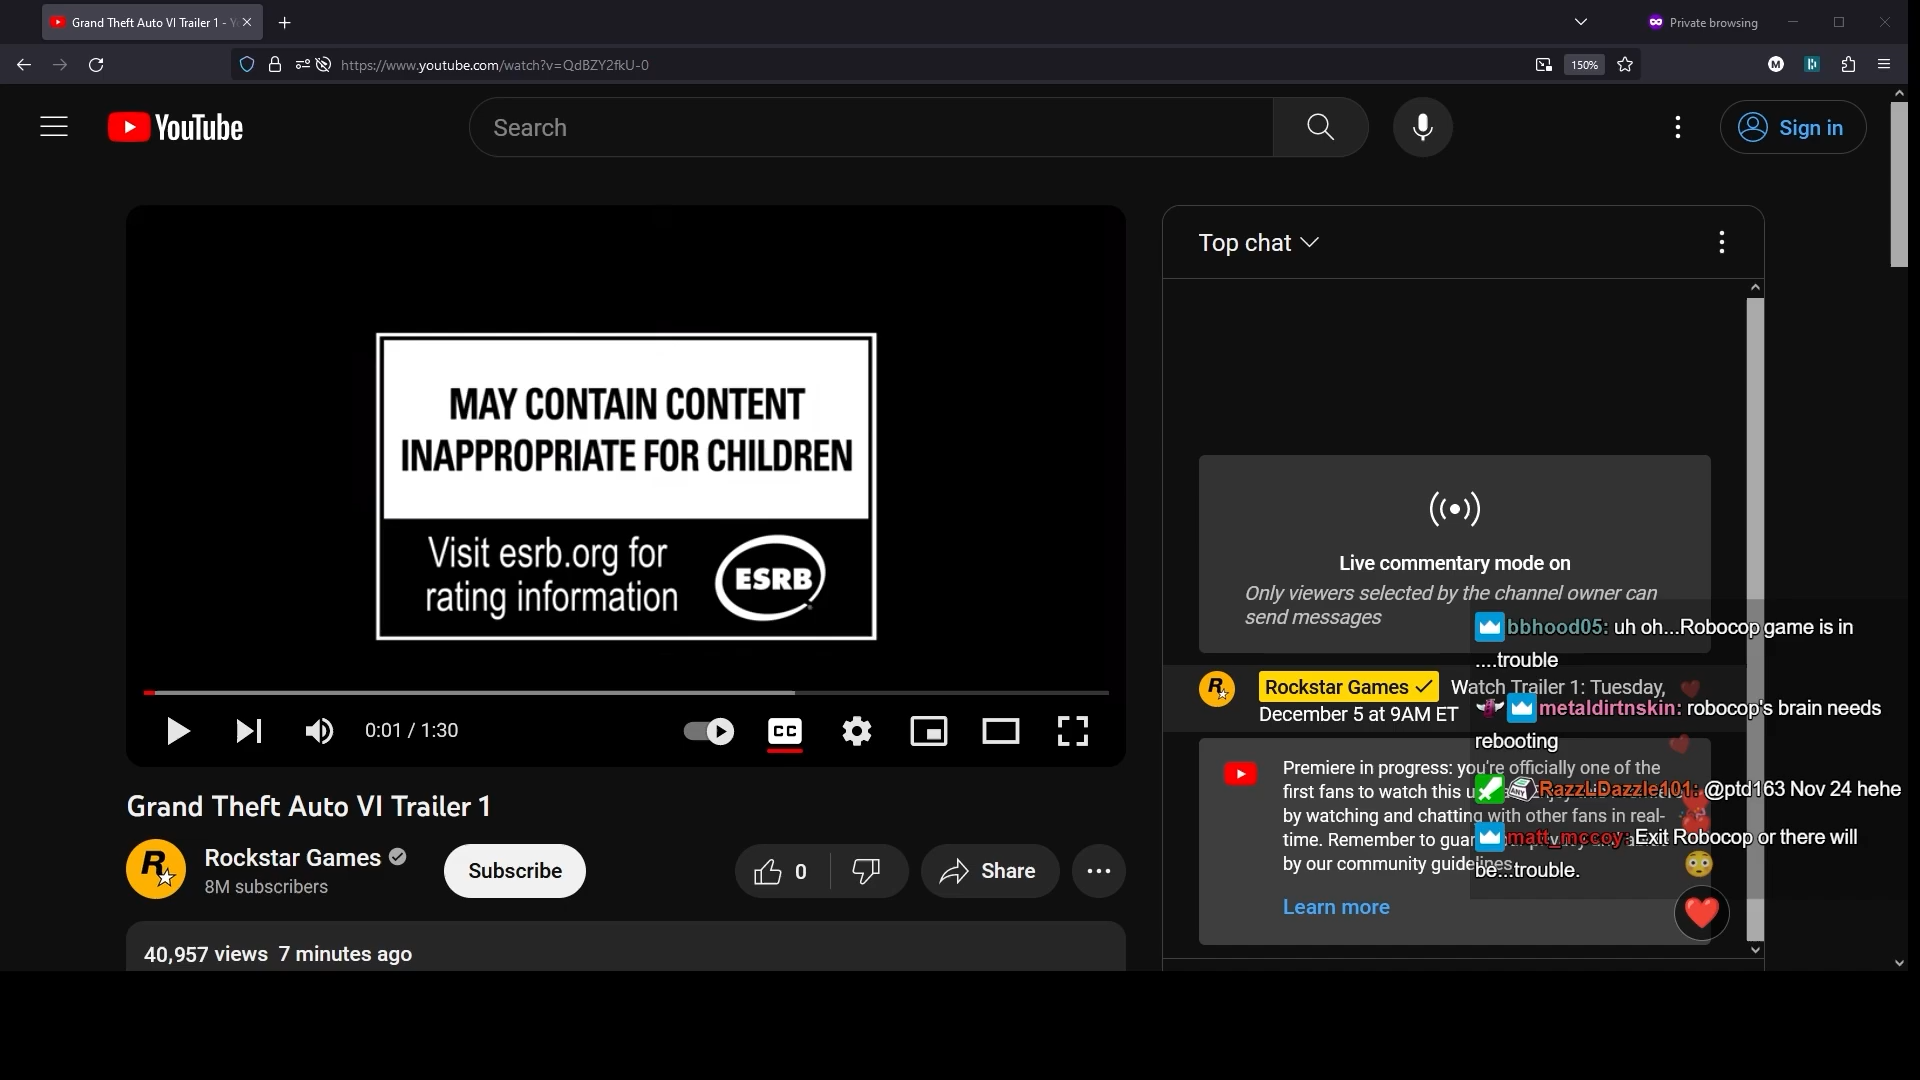 Grand Theft Auto VI Trailer 1 - Y
Private browsing
https://www.youtube.com/watch?v=QdBZY2fkU-0
150%
M
YouTube
Search
Sign in
MAY CONTAIN CONTENT
INAPPROPRIATE FOR CHILDREN
Visit esrb.org for
rating information
ESRB
0:01 / 1:30
CC
Grand Theft Auto VI Trailer 1
R
Rockstar Games
8M subscribers
Subscribe
0
Share
40,957 views 7 minutes ago
Top chat
Live commentary mode on
Only viewers selected by the channel owner can
send messages
R
Rockstar Games Watch Trailer 1: Tuesday,
December 5 at 9AM ET
Premiere in progress: you're officially one of the
first fans to watch this
by watching and chatting with other fans in real-
time. Remember to
by our community guidelines.
Learn more
bbhood05: uh oh...Robocop game is in
....trouble
metaldirtnskin: robocop's brain needs
rebooting
RazzLDazzle101: @ptd163 Nov 24 hehe
matt_mccoy: Exit Robocop or there will
be...trouble.